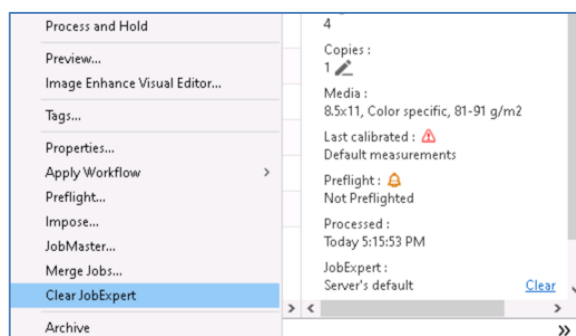 Process and Hold
Preview...
Image Enhance Visual Editor...
Tags...
Properties...
Apply Workflow >
Preflight...
Impose...
JobMaster...
Merge Jobs...
Clear JobExpert
Archive
4
Copies :
1
Media :
8.5x11, Color specific, 81-91 g/m2
Last calibrated :
Default measurements
Preflight :
Not Preflighted
Processed :
Today 5:15:53 PM
JobExpert :
Server's default Clear